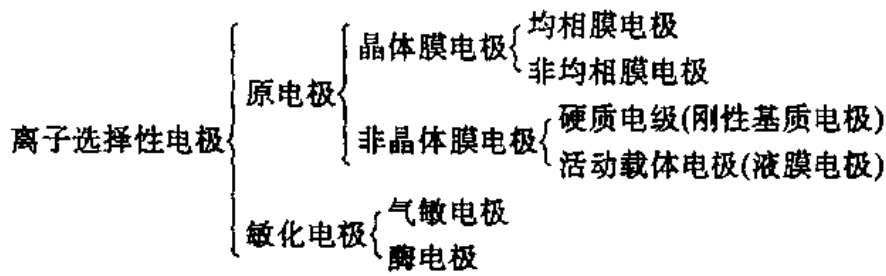 均相膜电极
晶体膜电极
非均相膜电极
原电极
硬质电级(刚性基质电极)
离子选择性电极
非晶体膜电极
活动载体电极(液膜电极)
气敏电极
敏化电极
酶电极